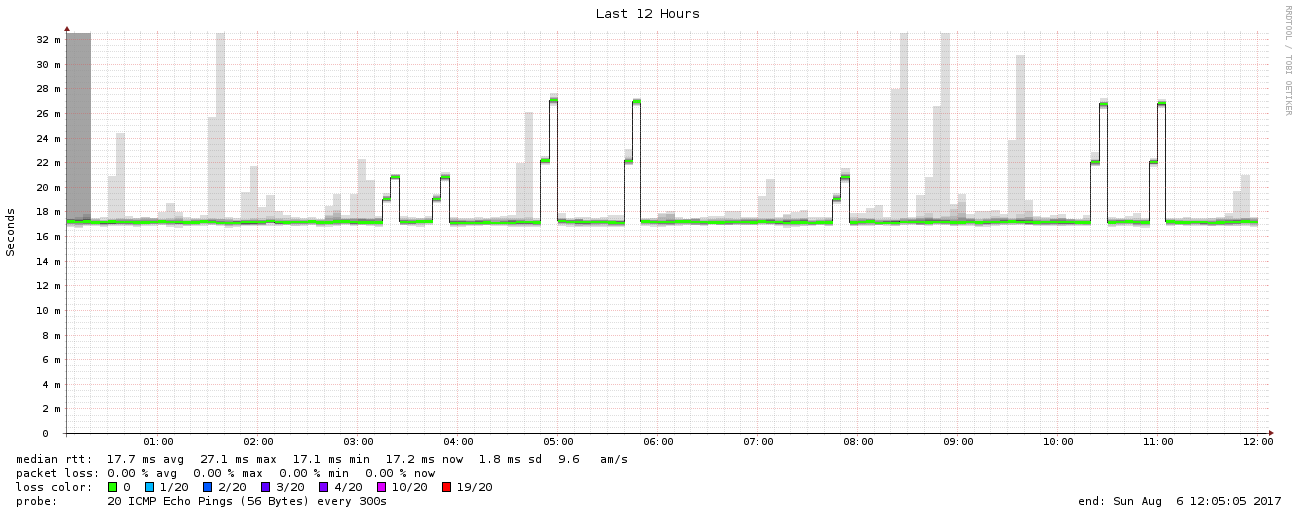 Last 12 Hours
RRDTOOL / TOBI OETIKER
Seconds
32 m
30 m
28 m
26 m
24 m
22 m
20 m
18 m
16 m
14 m
12 m
10 m
8 m
6 m
4 m
2 m
0
01:00 02:00 03:00 04:00 05:00 06:00 07:00 08:00 09:00 10:00 11:00 12:00
median rtt: 17.7 ms avg 27.1 ms max 17.1 ms min 17.2 ms now 1.8 ms sd 9.6 am/s
packet loss: 0.00 % avg 0.00 % max 0.00 % min 0.00 % now
loss color: 0 1/20 2/20 3/20 4/20 10/20 19/20
probe: 20 ICMP Echo Pings (56 Bytes) every 300s end: Sun Aug 6 12:05:05 2017